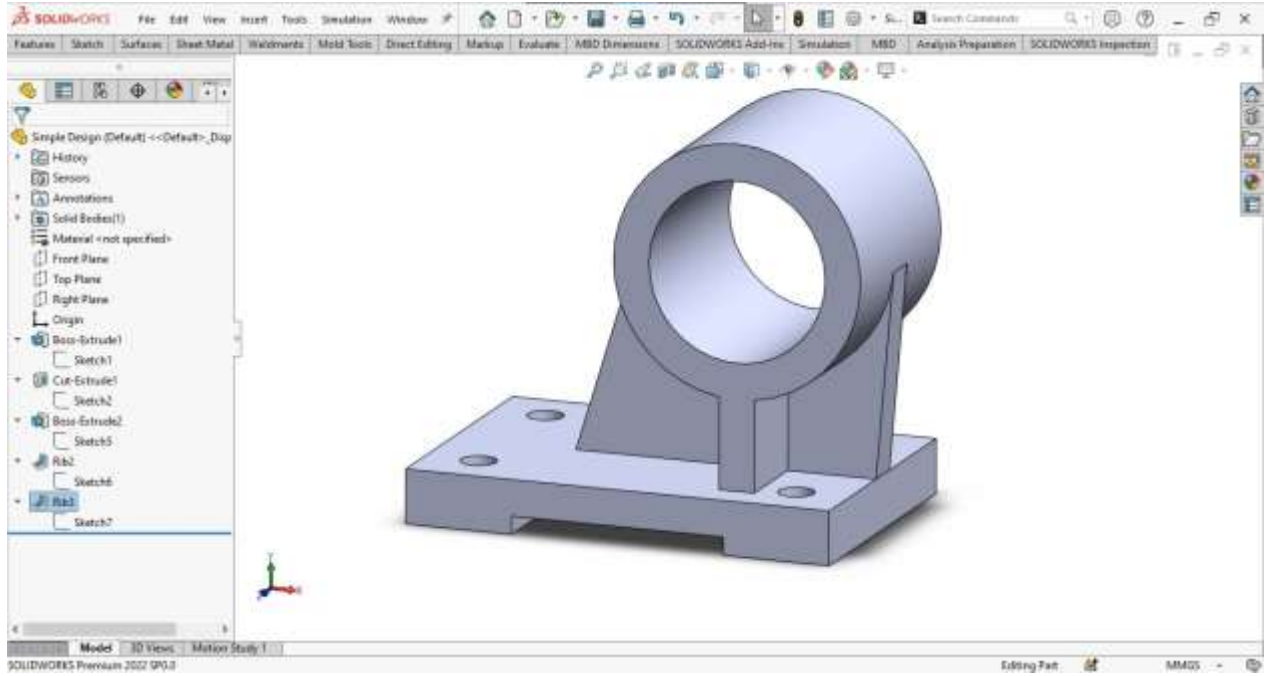 SOLIDWORKS File Edit View Insert Tools Simulation Window Search Commands
Features Sketch Surfaces Sheet Metal Weldments Mold Tools Direct Editing Markup Evaluate MBD Dimensions SOLIDWORKS Add-Ins Simulation MBD Analysis Preparation SOLIDWORKS Inspection
Simple Design (Default) <<Default>_Disp
History
Sensors
Annotations
Solid Bodies(1)
Material <not specified>
Front Plane
Top Plane
Right Plane
Origin
Boss-Extrude1
Sketch1
Cut-Extrude1
Sketch2
Boss-Extrude2
Sketch5
Rib2
Sketch6
Rib3
Sketch7
Model 3D Views Motion Study 1
SOLIDWORKS Premium 2022 SP0.0 Editing Part MMGS